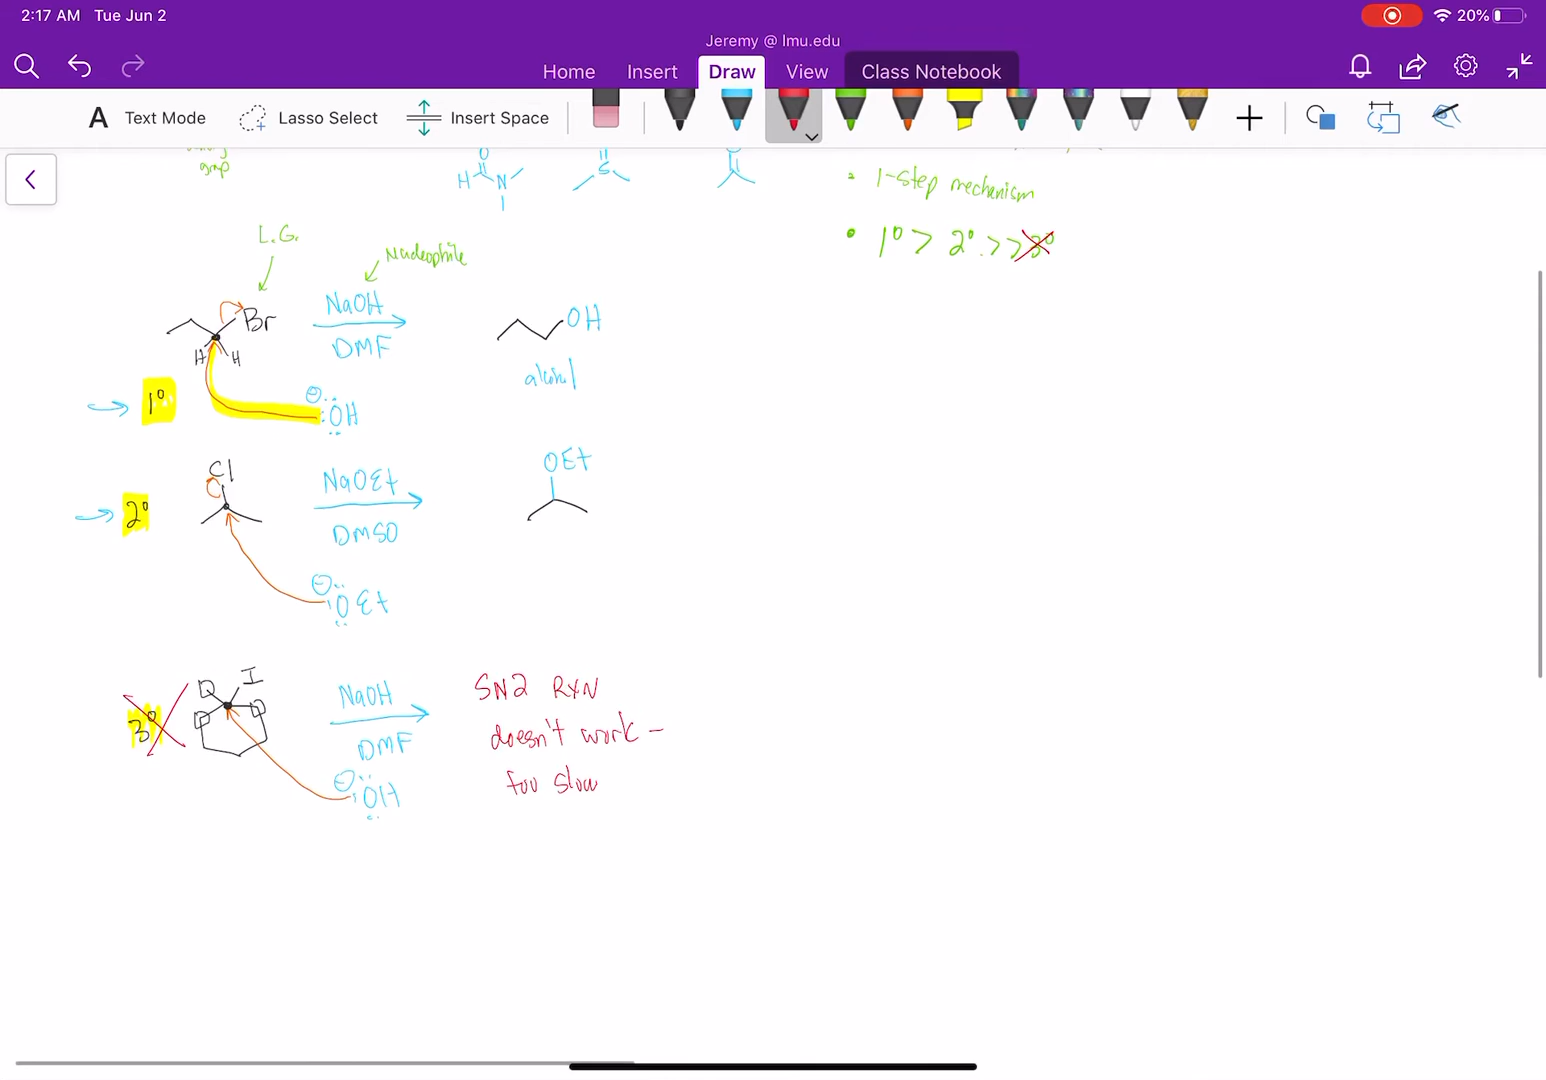 2:17 AM Tue Jun 2
20%
Jeremy @ lmu.edu
Home Insert Draw View Class Notebook
A Text Mode Lasso Select Insert Space
group
O
H N
S
• 1-step mechanism
• 1° > 2° >> 3°
L.G.
Nucleophile
Br NaOH OH
H H DMF
alcohol
1°
⊖
:OH
Cl NaOEt OEt
2° DMSO
⊖
:OEt
I
3° NaOH
DMF
⊖
:OH
SN2 RXN
doesn't work –
too slow